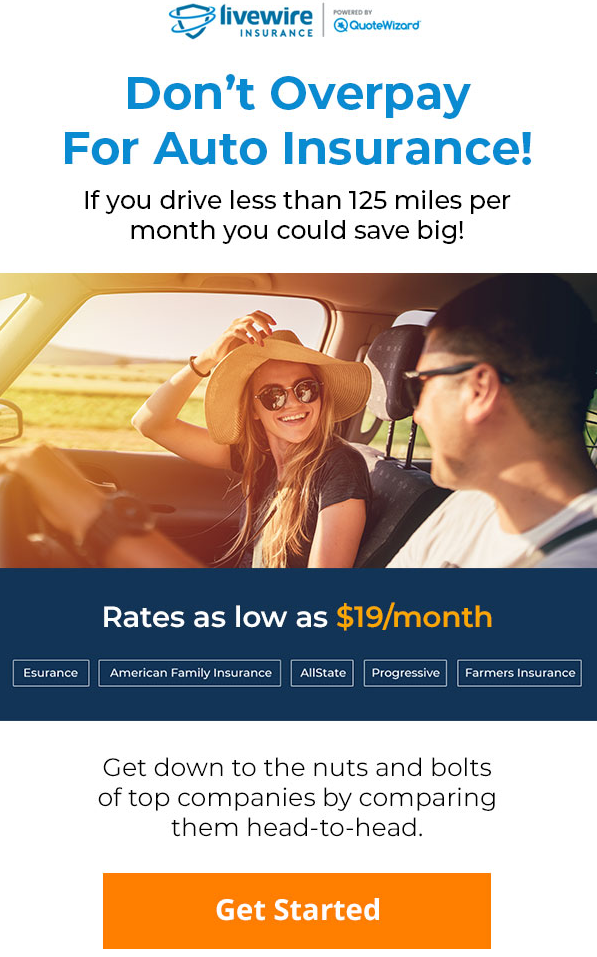 livewire
INSURANCE
POWERED BY
QuoteWizard
Don't Overpay
For Auto Insurance!
If you drive less than 125 miles per
month you could save big!
Rates as low as $19/month
Esurance American Family Insurance AllState Progressive Farmers Insurance
Get down to the nuts and bolts
of top companies by comparing
them head-to-head.
Get Started